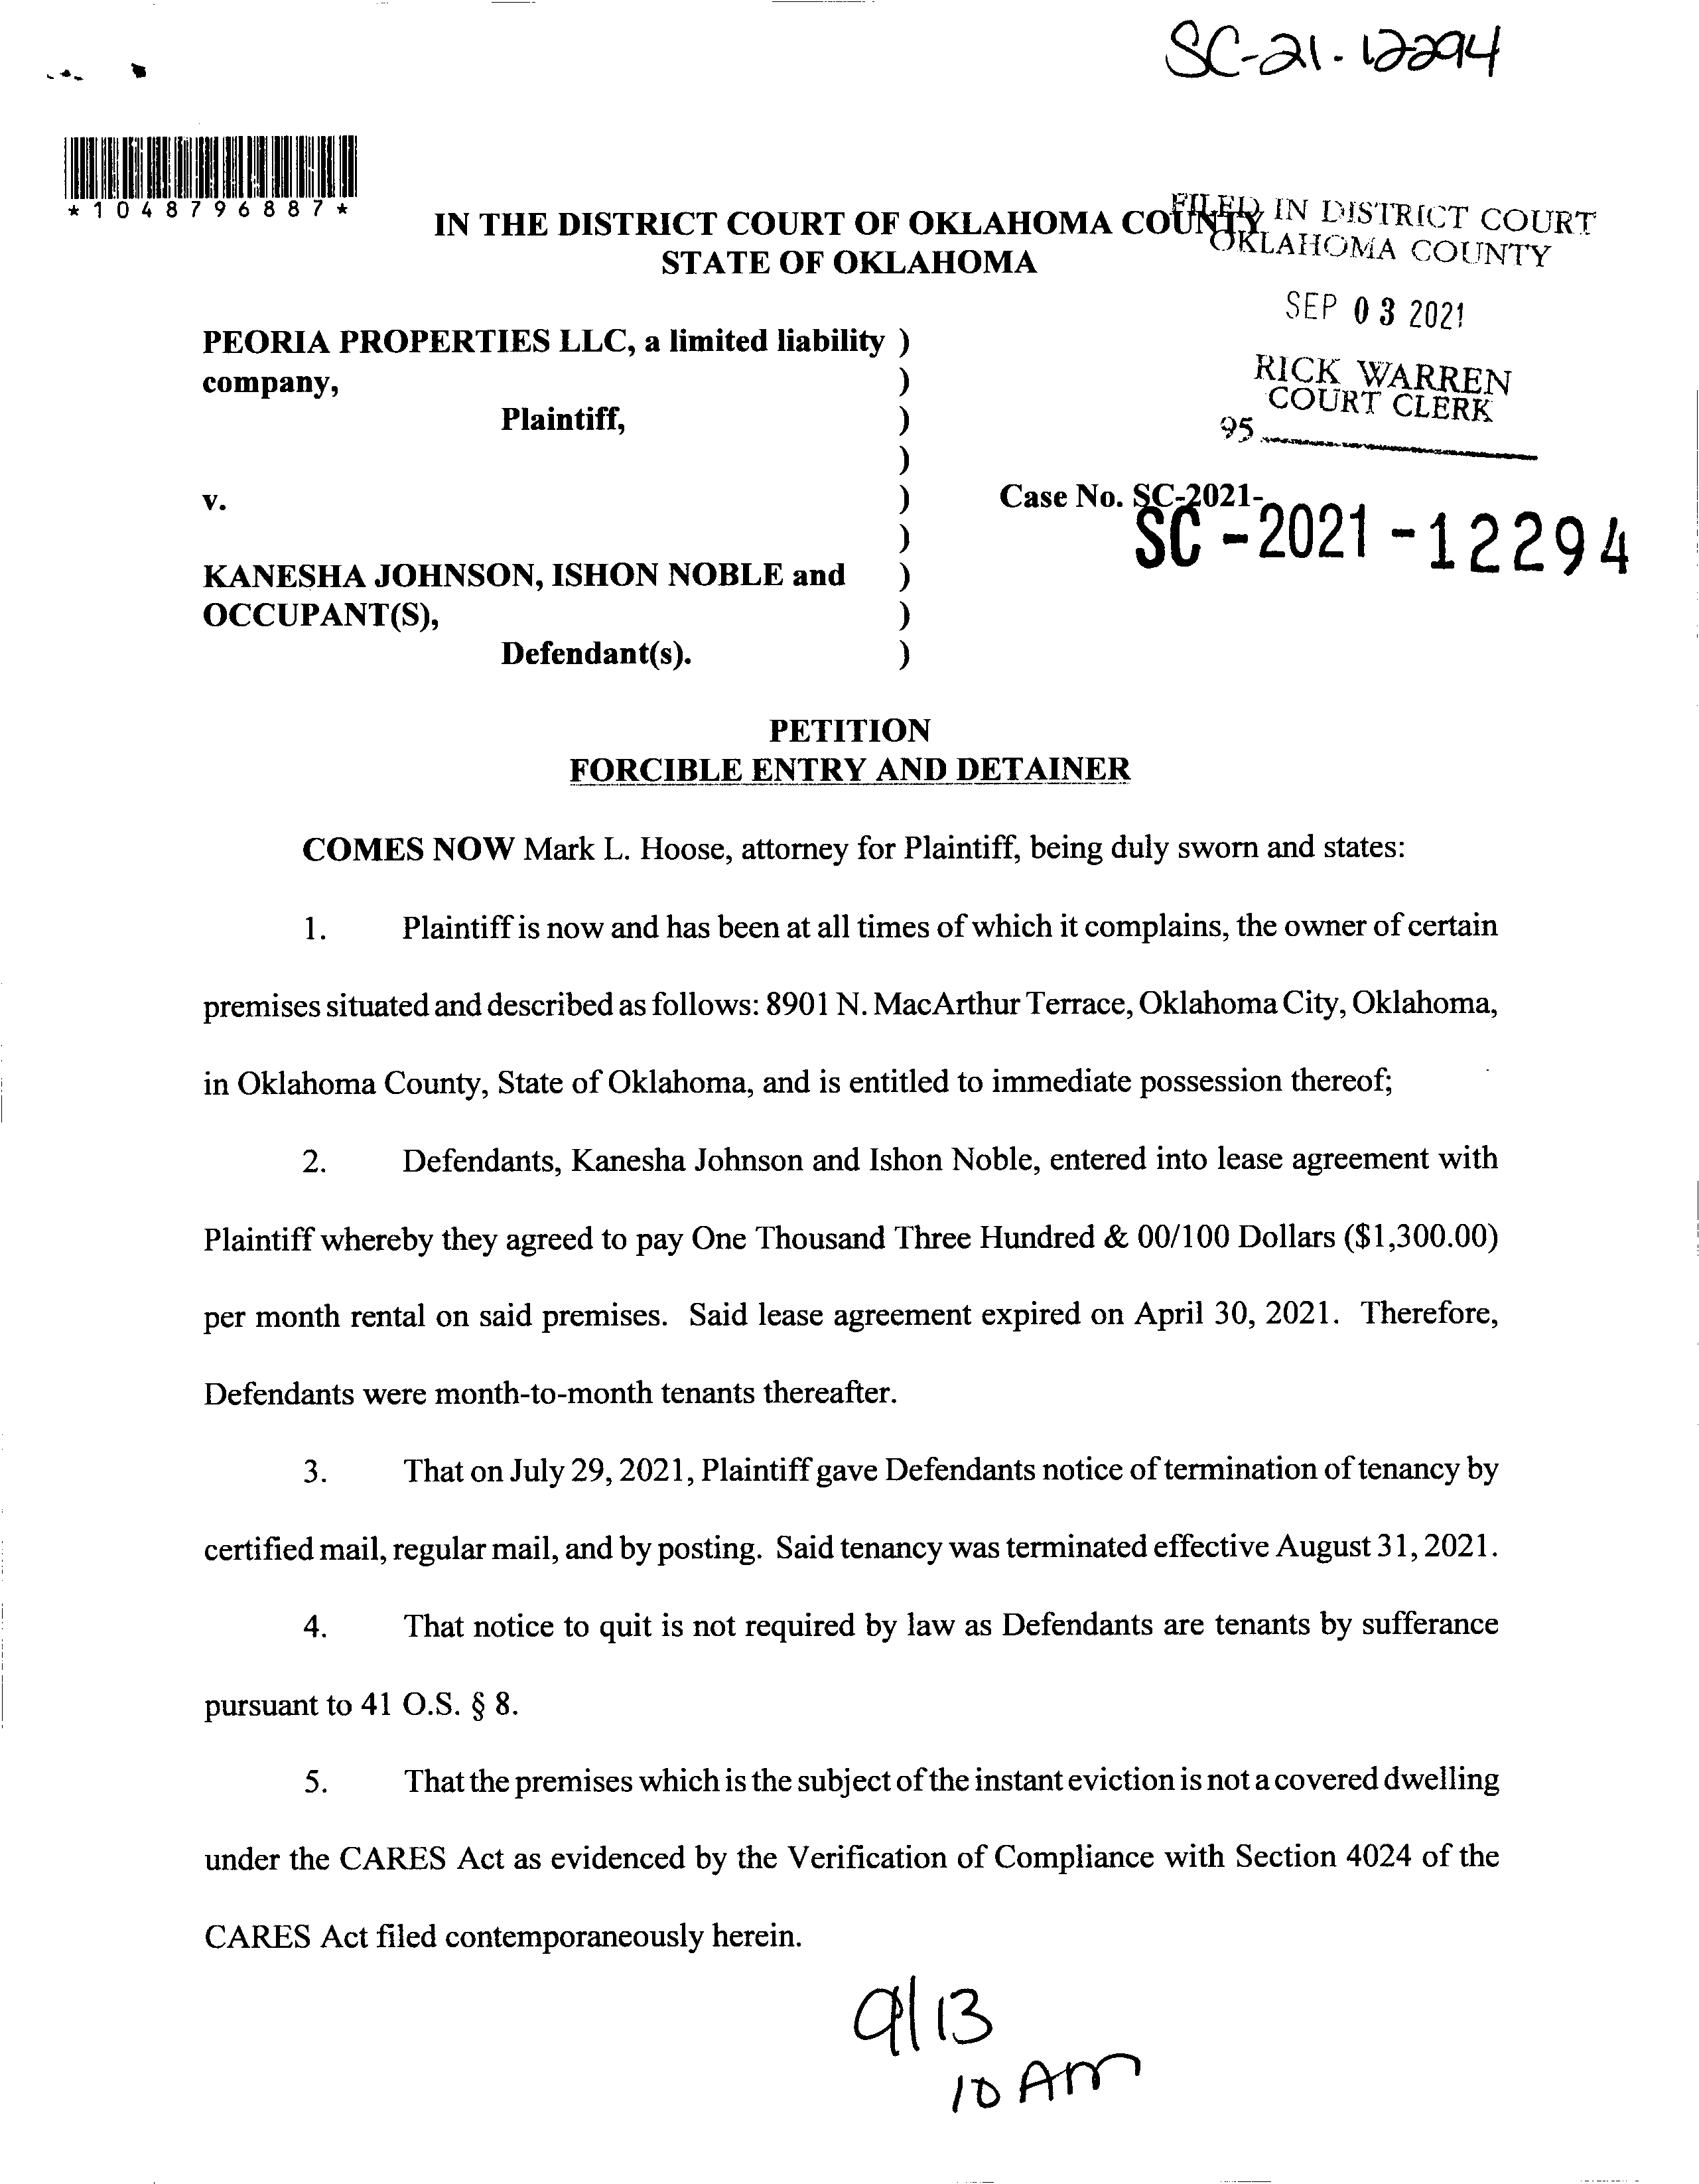 SC-21-12294
*1048796887*
IN THE DISTRICT COURT OF OKLAHOMA COUNTY
STATE OF OKLAHOMA
FILED IN DISTRICT COURT
OKLAHOMA COUNTY
SEP 03 2021
RICK WARREN
COURT CLERK
95
PEORIA PROPERTIES LLC, a limited liability )
company, )
Plaintiff, )
)
v. ) Case No. SC-2021-
SC-2021-12294
)
KANESHA JOHNSON, ISHON NOBLE and )
OCCUPANT(S), )
Defendant(s). )
PETITION
FORCIBLE ENTRY AND DETAINER
COMES NOW Mark L. Hoose, attorney for Plaintiff, being duly sworn and states:
1. Plaintiff is now and has been at all times of which it complains, the owner of certain
premises situated and described as follows: 8901 N. MacArthur Terrace, Oklahoma City, Oklahoma,
in Oklahoma County, State of Oklahoma, and is entitled to immediate possession thereof;
2. Defendants, Kanesha Johnson and Ishon Noble, entered into lease agreement with
Plaintiff whereby they agreed to pay One Thousand Three Hundred & 00/100 Dollars ($1,300.00)
per month rental on said premises. Said lease agreement expired on April 30, 2021. Therefore,
Defendants were month-to-month tenants thereafter.
3. That on July 29, 2021, Plaintiff gave Defendants notice of termination of tenancy by
certified mail, regular mail, and by posting. Said tenancy was terminated effective August 31, 2021.
4. That notice to quit is not required by law as Defendants are tenants by sufferance
pursuant to 41 O.S. § 8.
5. That the premises which is the subject of the instant eviction is not a covered dwelling
under the CARES Act as evidenced by the Verification of Compliance with Section 4024 of the
CARES Act filed contemporaneously herein.
9/13
10 AM